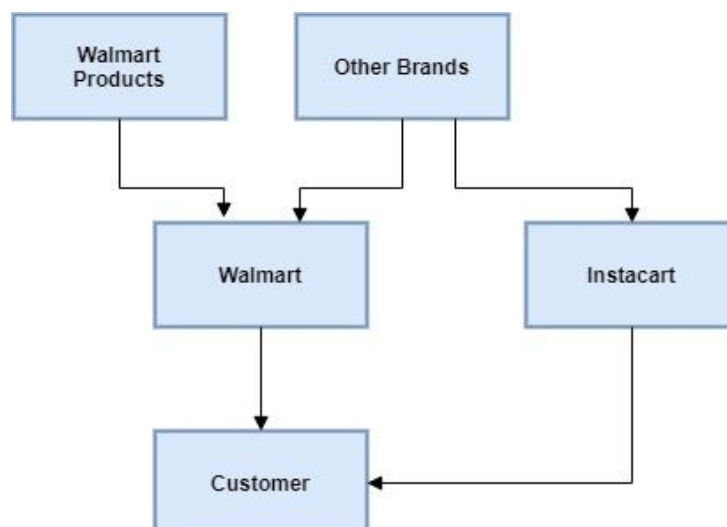 Walmart
Products
Other Brands
Walmart
Instacart
Customer